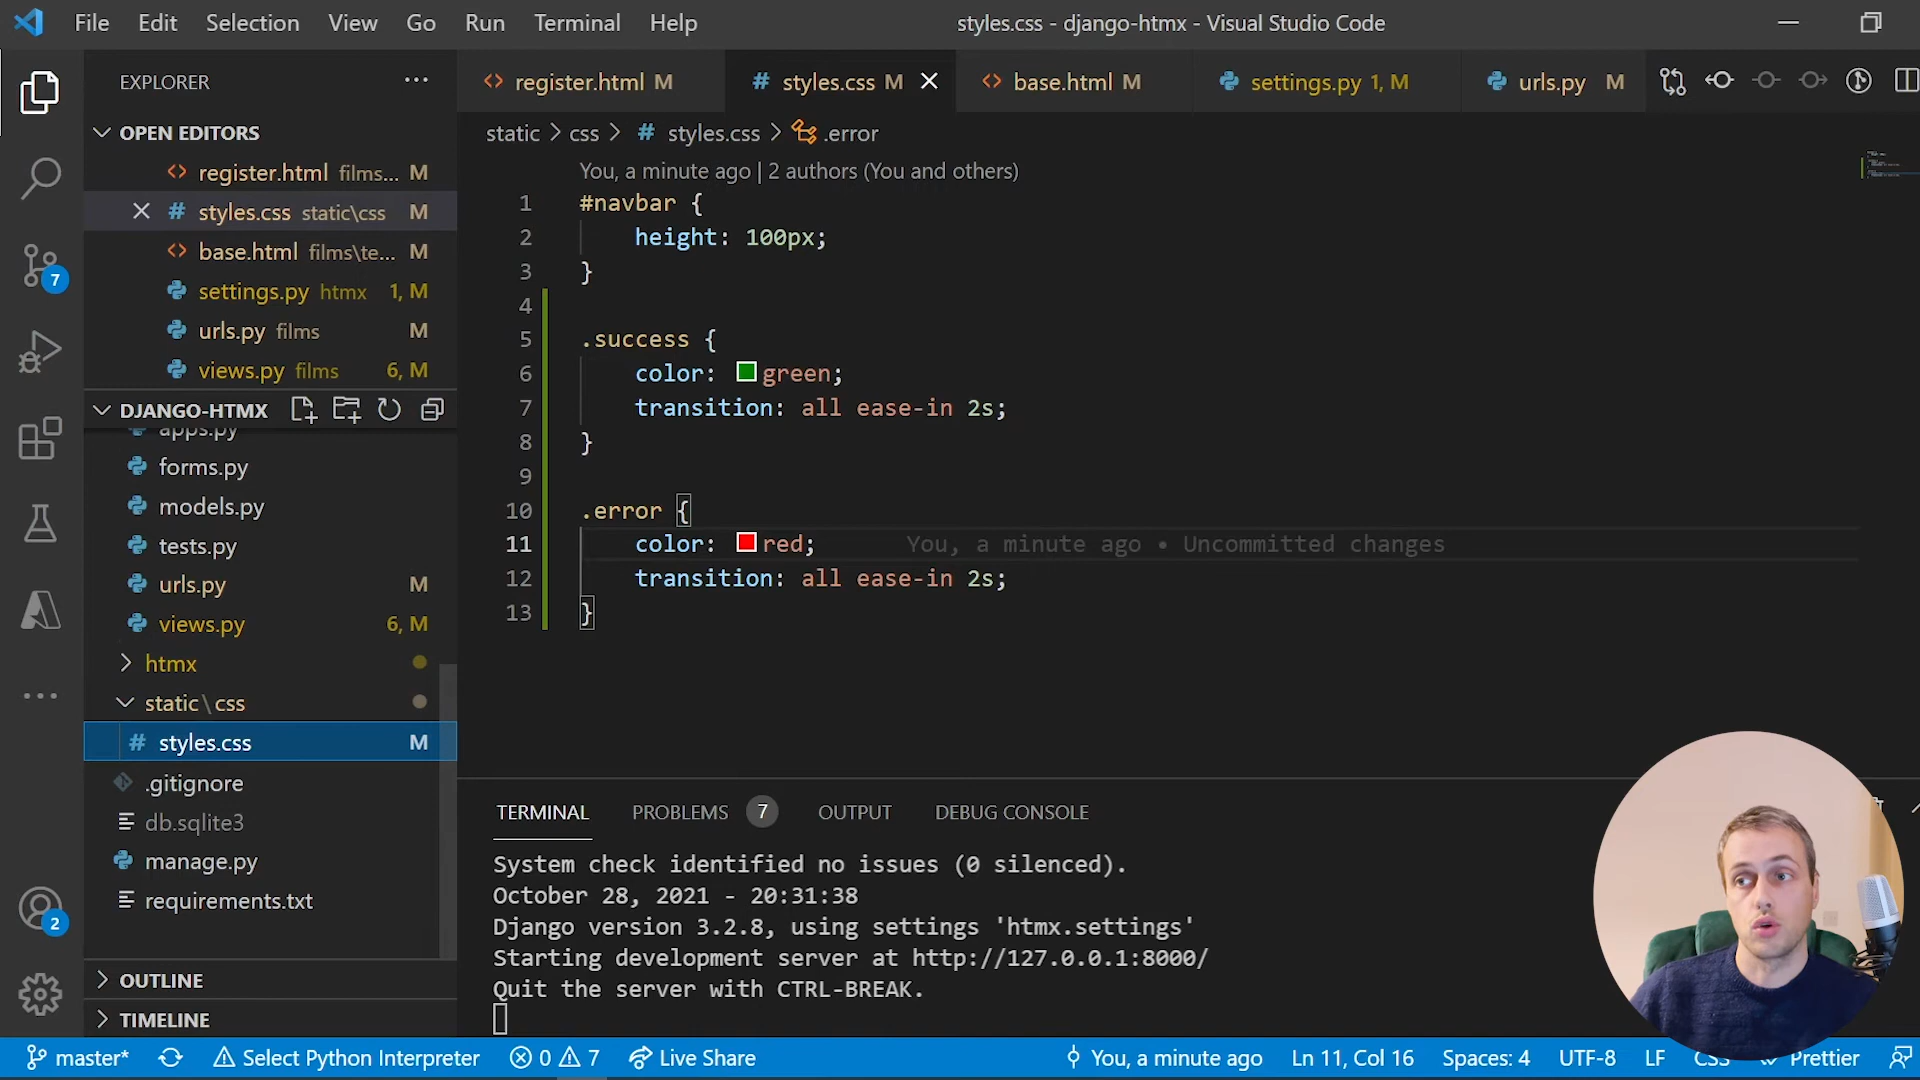 File Edit Selection View Go Run Terminal Help
styles.css - django-htmx - Visual Studio Code
EXPLORER
OPEN EDITORS
register.html films... M
styles.css static\css M
base.html films\te... M
settings.py htmx 1, M
urls.py films M
views.py films 6, M
DJANGO-HTMX
apps.py
forms.py
models.py
tests.py
urls.py M
views.py 6, M
htmx
static\css
styles.css M
.gitignore
db.sqlite3
manage.py
requirements.txt
OUTLINE
TIMELINE
7
2
register.html M
styles.css M
base.html M
settings.py 1, M
urls.py M
static > css > # styles.css > .error
You, a minute ago | 2 authors (You and others)
1 #navbar {
2 height: 100px;
3 }
4
5 .success {
6 color: green;
7 transition: all ease-in 2s;
8 }
9
10 .error {
11 color: red; You, a minute ago • Uncommitted changes
12 transition: all ease-in 2s;
13 }
TERMINAL PROBLEMS 7 OUTPUT DEBUG CONSOLE
System check identified no issues (0 silenced).
October 28, 2021 - 20:31:38
Django version 3.2.8, using settings 'htmx.settings'
Starting development server at http://127.0.0.1:8000/
Quit the server with CTRL-BREAK.
master* Select Python Interpreter 0 7 Live Share You, a minute ago Ln 11, Col 16 Spaces: 4 UTF-8 LF CSS Prettier